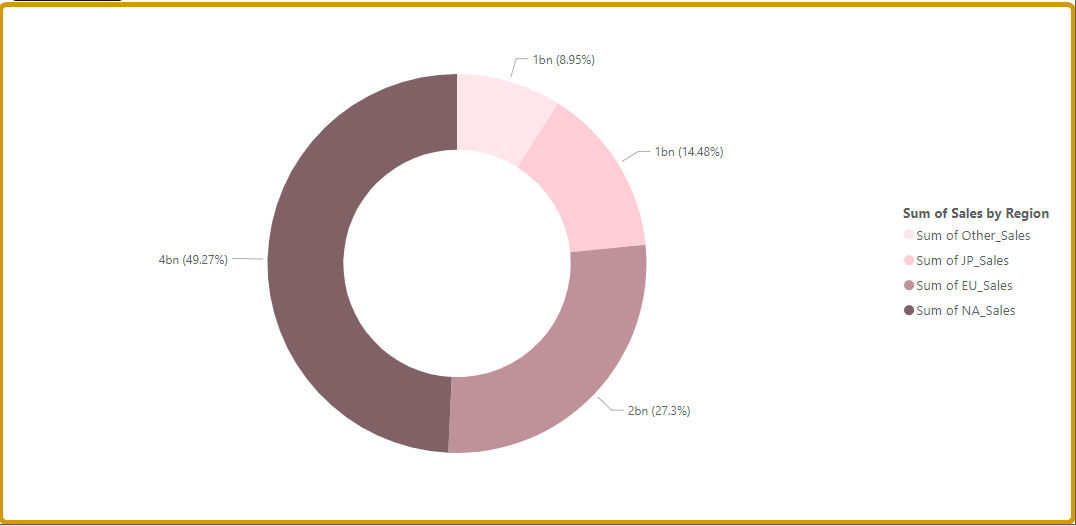 1bn (8.95%)
1bn (14.48%)
4bn (49.27%)
2bn (27.3%)
Sum of Sales by Region
Sum of Other_Sales
Sum of JP_Sales
Sum of EU_Sales
Sum of NA_Sales